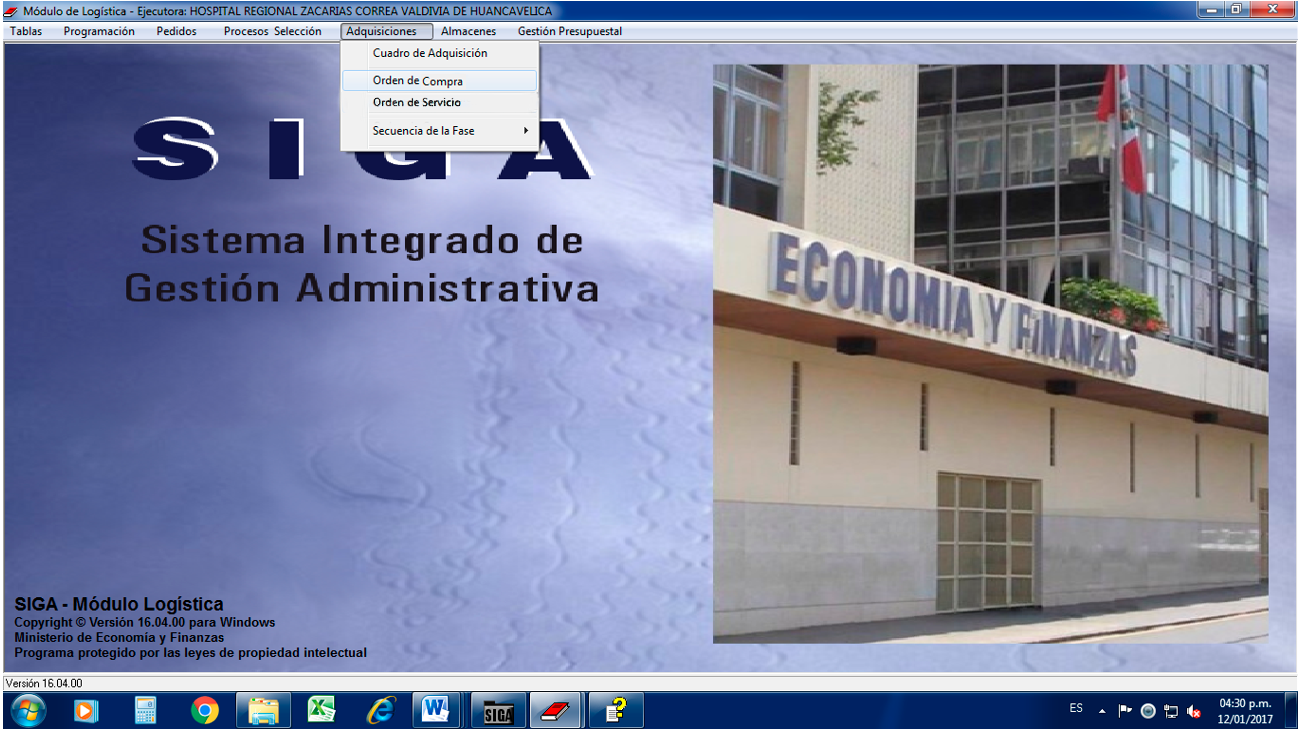 Módulo de Logística - Ejecutora: HOSPITAL REGIONAL ZACARIAS CORREA VALDIVIA DE HUANCAVELICA
Tablas Programación Pedidos Procesos Selección Adquisiciones Almacenes Gestión Presupuestal
Cuadro de Adquisición
Orden de Compra
Orden de Servicio
Secuencia de la Fase
SIGA
Sistema Integrado de
Gestión Administrativa
ECONOMIA Y FINANZAS
SIGA - Módulo Logística
Copyright © Versión 16.04.00 para Windows
Ministerio de Economía y Finanzas
Programa protegido por las leyes de propiedad intelectual
Versión 16.04.00
SIGA
ES
04:30 p.m.
12/01/2017